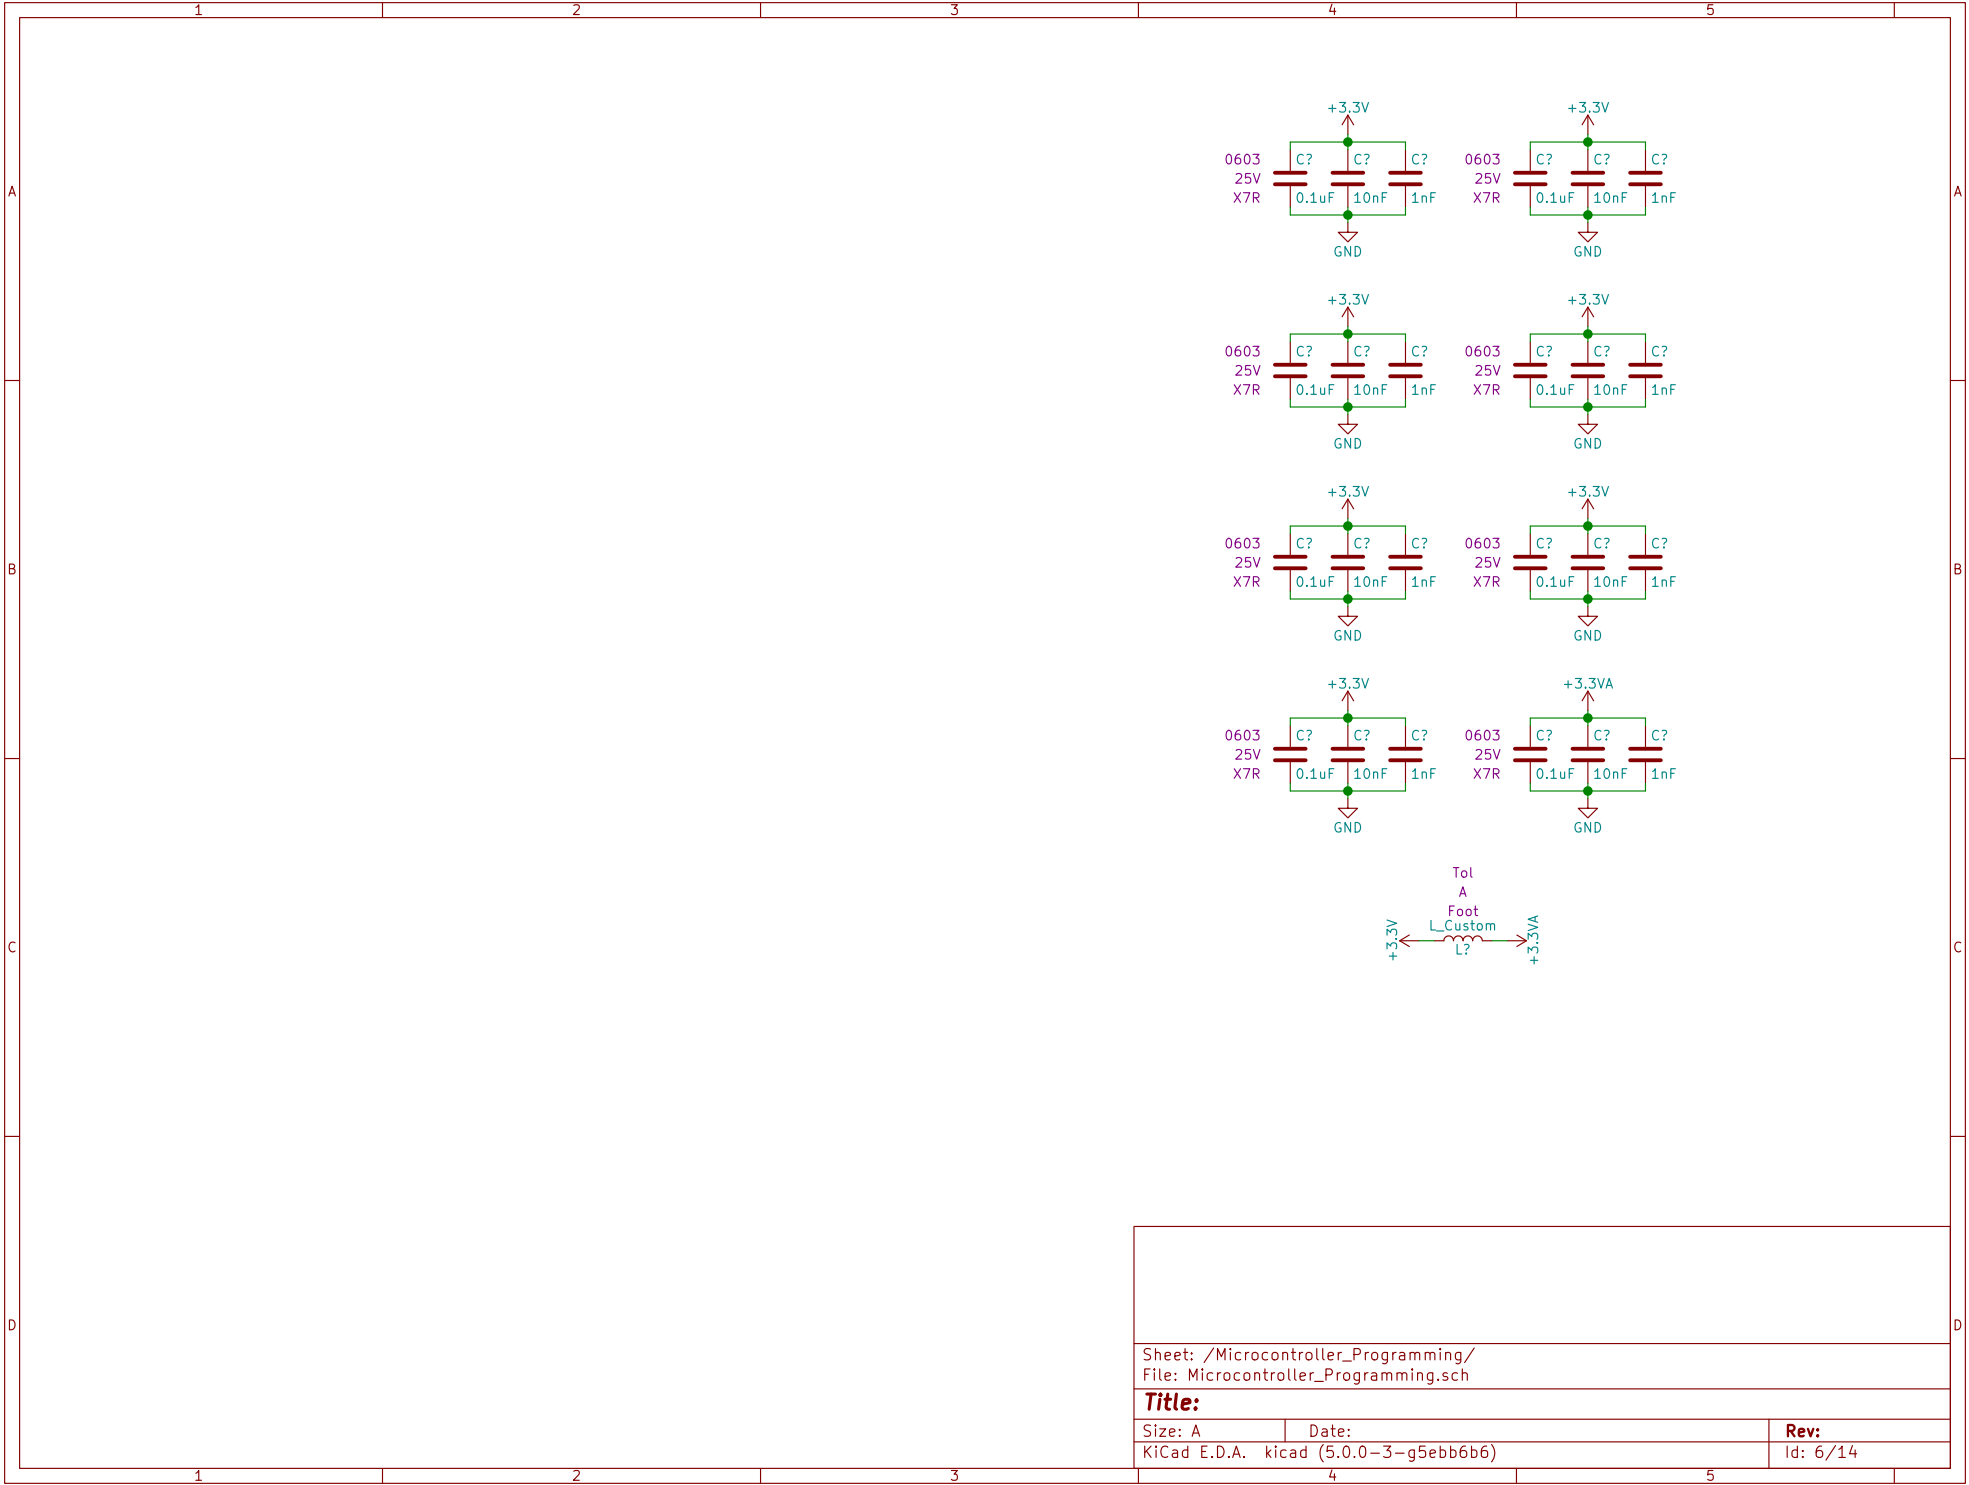 1 2 3 4 5
+3.3V +3.3V
0603 C? C? C? 0603 C? C? C?
25V 25V
A A
X7R 0.1uF 10nF 1nF X7R 0.1uF 10nF 1nF
GND GND
+3.3V +3.3V
0603 C? C? C? 0603 C? C? C?
25V 25V
X7R 0.1uF 10nF 1nF X7R 0.1uF 10nF 1nF
GND GND
+3.3V +3.3V
0603 C? C? C? 0603 C? C? C?
25V 25V
B B
X7R 0.1uF 10nF 1nF X7R 0.1uF 10nF 1nF
GND GND
+3.3V +3.3VA
0603 C? C? C? 0603 C? C? C?
25V 25V
X7R 0.1uF 10nF 1nF X7R 0.1uF 10nF 1nF
GND GND
Tol
A
Foot
L_Custom
+3.3V L? +3.3VA
C C
D D
Sheet: /Microcontroller_Programming/
File: Microcontroller_Programming.sch
Title:
Size: A Date: Rev:
KiCad E.D.A. kicad (5.0.0-3-g5ebb6b6) Id: 6/14
1 2 3 4 5